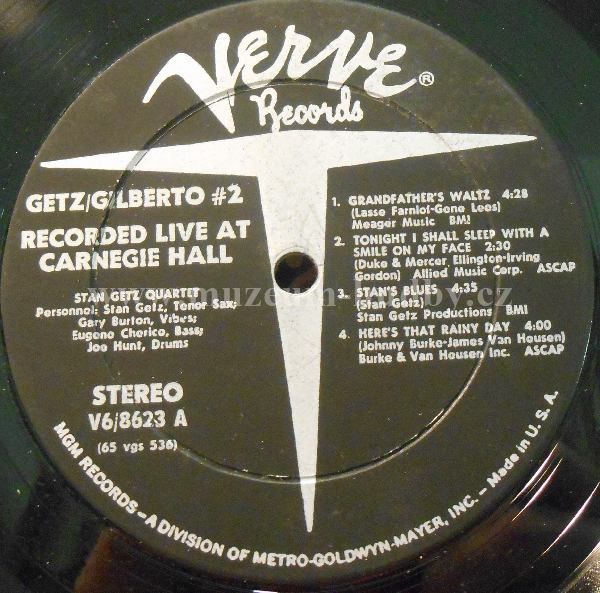 Verve®
Records
GETZ/GILBERTO #2
RECORDED LIVE AT
CARNEGIE HALL
STAN GETZ QUARTET
Personnel: Stan Getz, Tenor Sax;
Gary Burton, Vibes;
Eugene Cherico, Bass;
Joe Hunt, Drums
STEREO
V6/8623 A
(65 vgs 536)
1. GRANDFATHER'S WALTZ 4:28
(Lasse Farnlof-Gene Lees)
Meager Music BMI
2. TONIGHT I SHALL SLEEP WITH A
SMILE ON MY FACE 2:30
(Duke & Mercer Ellington-Irving
Gordon) Allied Music Corp. ASCAP
3. STAN'S BLUES 4:35
(Stan Getz)
Stan Getz Productions BMI
4. HERE'S THAT RAINY DAY 4:00
(Johnny Burke-James Van Housen)
Burke & Van Housen Inc. ASCAP
MGM RECORDS – A DIVISION OF METRO-GOLDWYN-MAYER, INC. – Made in U. S. A.